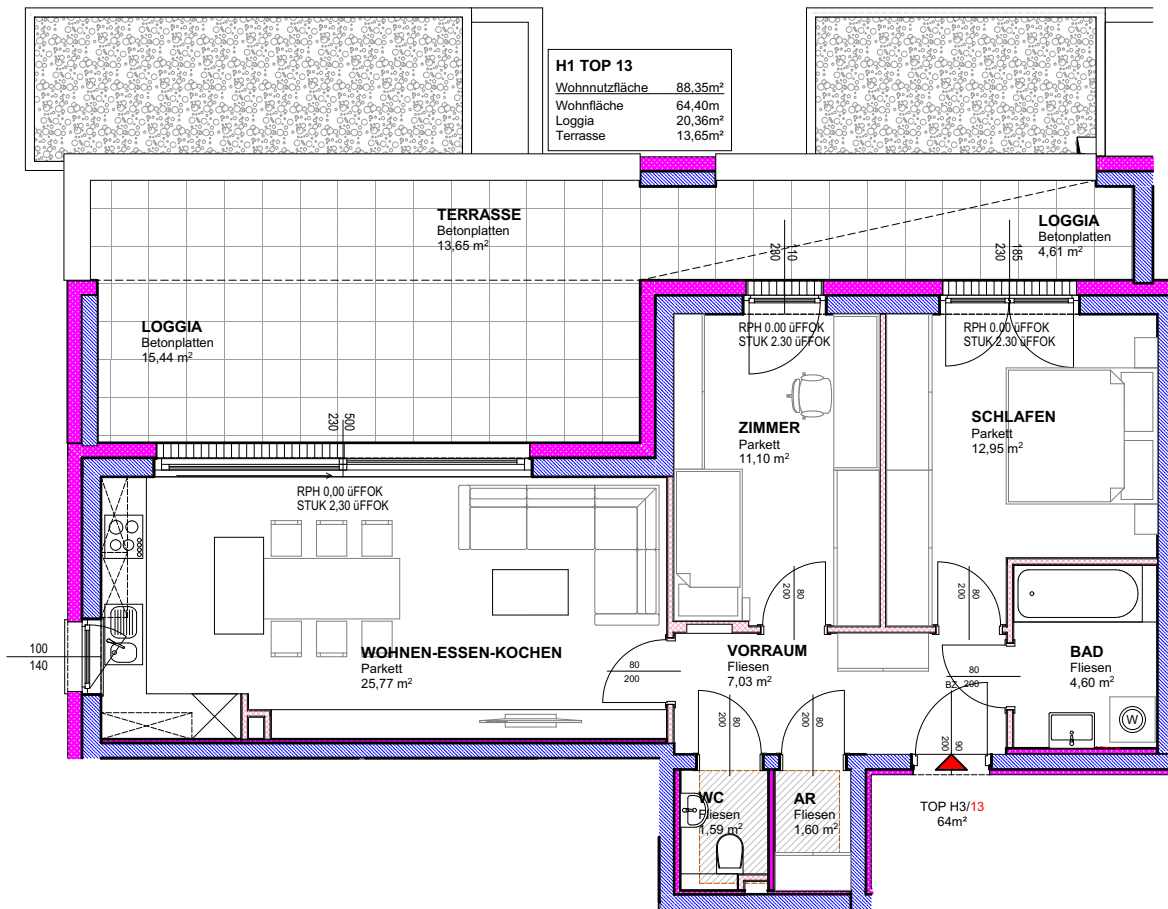 H1 TOP 13
Wohnnutzfläche 88,35m²
Wohnfläche 64,40m
Loggia 20,36m²
Terrasse 13,65m²
TERRASSE
Betonplatten
13,65 m²
LOGGIA
Betonplatten
4,61 m²
210
200
185
230
LOGGIA
Betonplatten
15,44 m²
RPH 0.00 üFFOK
STUK 2.30 üFFOK
RPH 0.00 üFFOK
STUK 2.30 üFFOK
500
230
ZIMMER
Parkett
11,10 m²
SCHLAFEN
Parkett
12,95 m²
RPH 0,00 üFFOK
STUK 2,30 üFFOK
80
200
80
200
100
140
WOHNEN-ESSEN-KOCHEN
Parkett
25,77 m²
80
200
VORRAUM
Fliesen
7,03 m²
BAD
Fliesen
4,60 m²
80
200
BZ
W
80
200
80
200
90
200
WC
Fliesen
1,59 m²
AR
Fliesen
1,60 m²
TOP H3/13
64m²